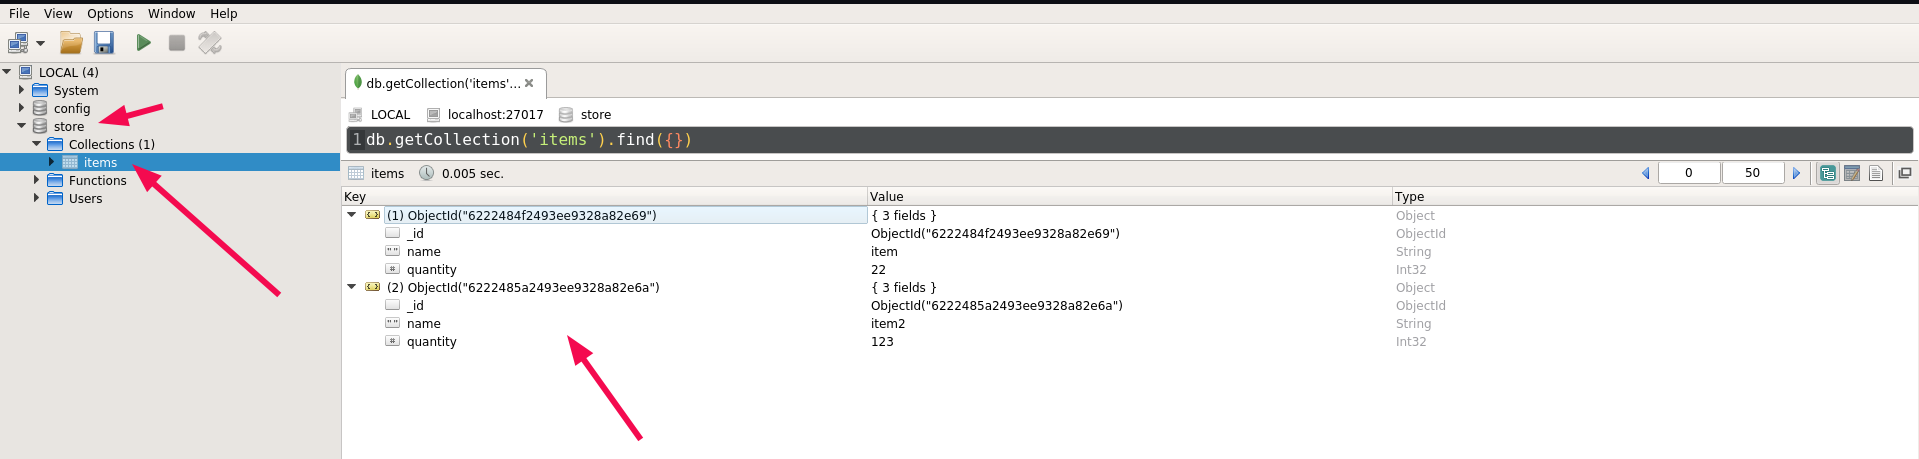 File View Options Window Help
LOCAL (4)
System
config
store
Collections (1)
items
Functions
Users
db.getCollection('items'...
LOCAL localhost:27017 store
1 db.getCollection('items').find({})
items 0.005 sec. 0 50
Key Value Type
(1) ObjectId("6222484f2493ee9328a82e69") { 3 fields } Object
_id ObjectId("6222484f2493ee9328a82e69") ObjectId
name item String
quantity 22 Int32
(2) ObjectId("6222485a2493ee9328a82e6a") { 3 fields } Object
_id ObjectId("6222485a2493ee9328a82e6a") ObjectId
name item2 String
quantity 123 Int32